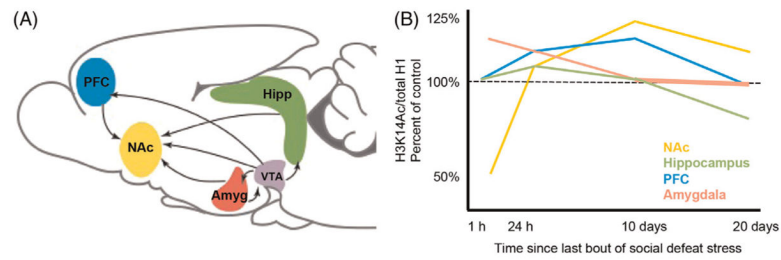 (A)
PFC
Hipp
NAc
VTA
Amyg
(B)
H3K14Ac/total H1
Percent of control
125%
100%
50%
NAc
Hippocampus
PFC
Amygdala
1 h
24 h
10 days
20 days
Time since last bout of social defeat stress